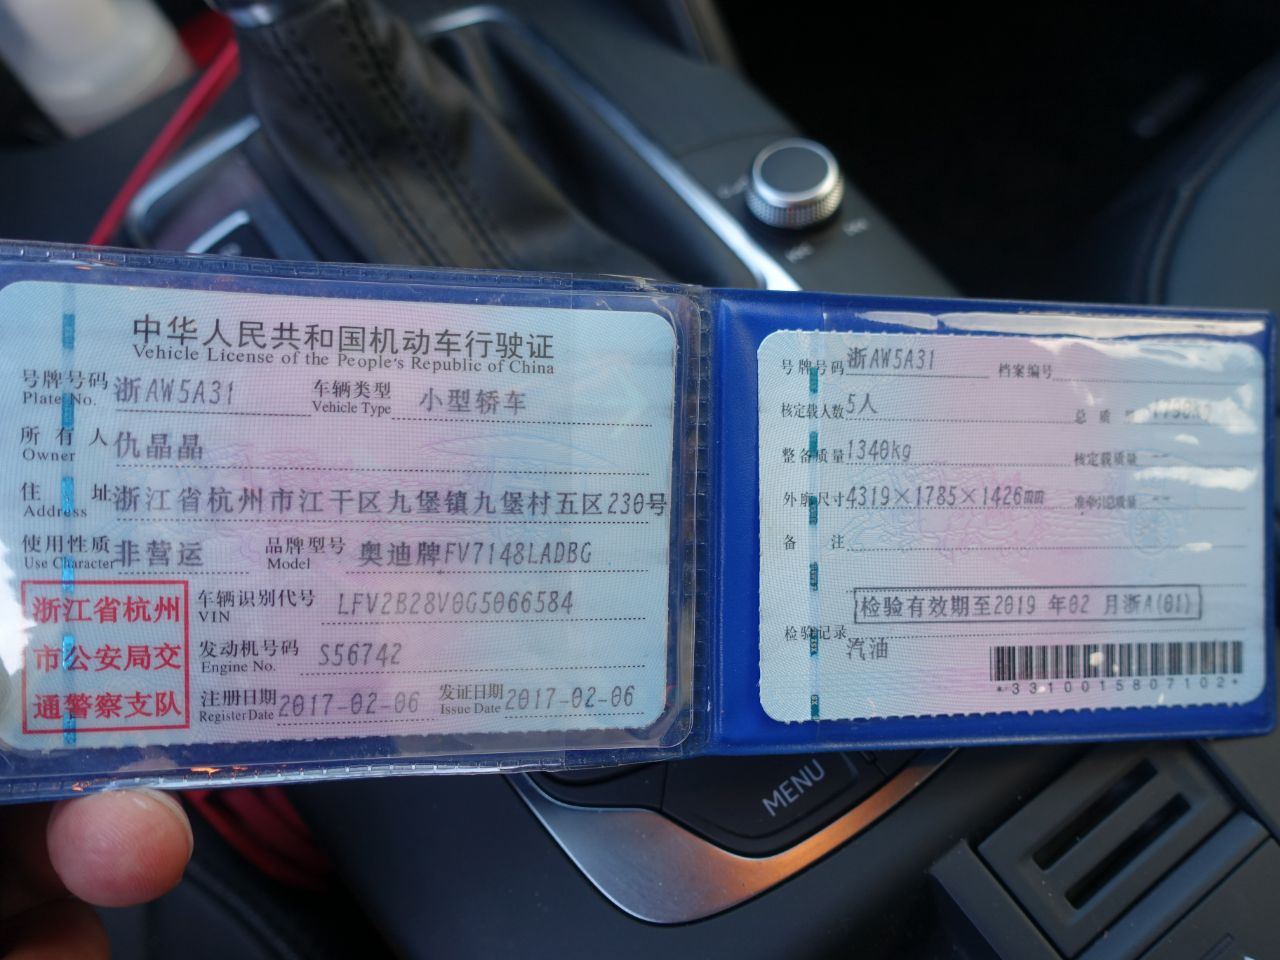 中华人民共和国机动车行驶证
Vehicle License of the People's Republic of China
号牌号码 浙AW5A31 车辆类型 小型轿车
Plate No. Vehicle Type
所有人 仇晶晶
Owner
住址 浙江省杭州市江干区九堡镇九堡村五区230号
Address
使用性质 非营运 品牌型号 奥迪牌FV7148LADBG
Use Character Model
浙江省杭州
市公安局交
通警察支队
车辆识别代号 LFV2B28V0G5066584
VIN
发动机号码 S56742
Engine No.
注册日期 2017-02-06 发证日期 2017-02-06
Register Date Issue Date
号牌号码 浙AW5A31 档案编号
核定载人数 5人 总质量
整备质量 1340kg 核定载质量 --
外廓尺寸 4319×1785×1426mm 准牵引总质量 --
备注
检验有效期至2019 年02 月浙A(01)
检验记录
汽油
*3310015807102*
MENU